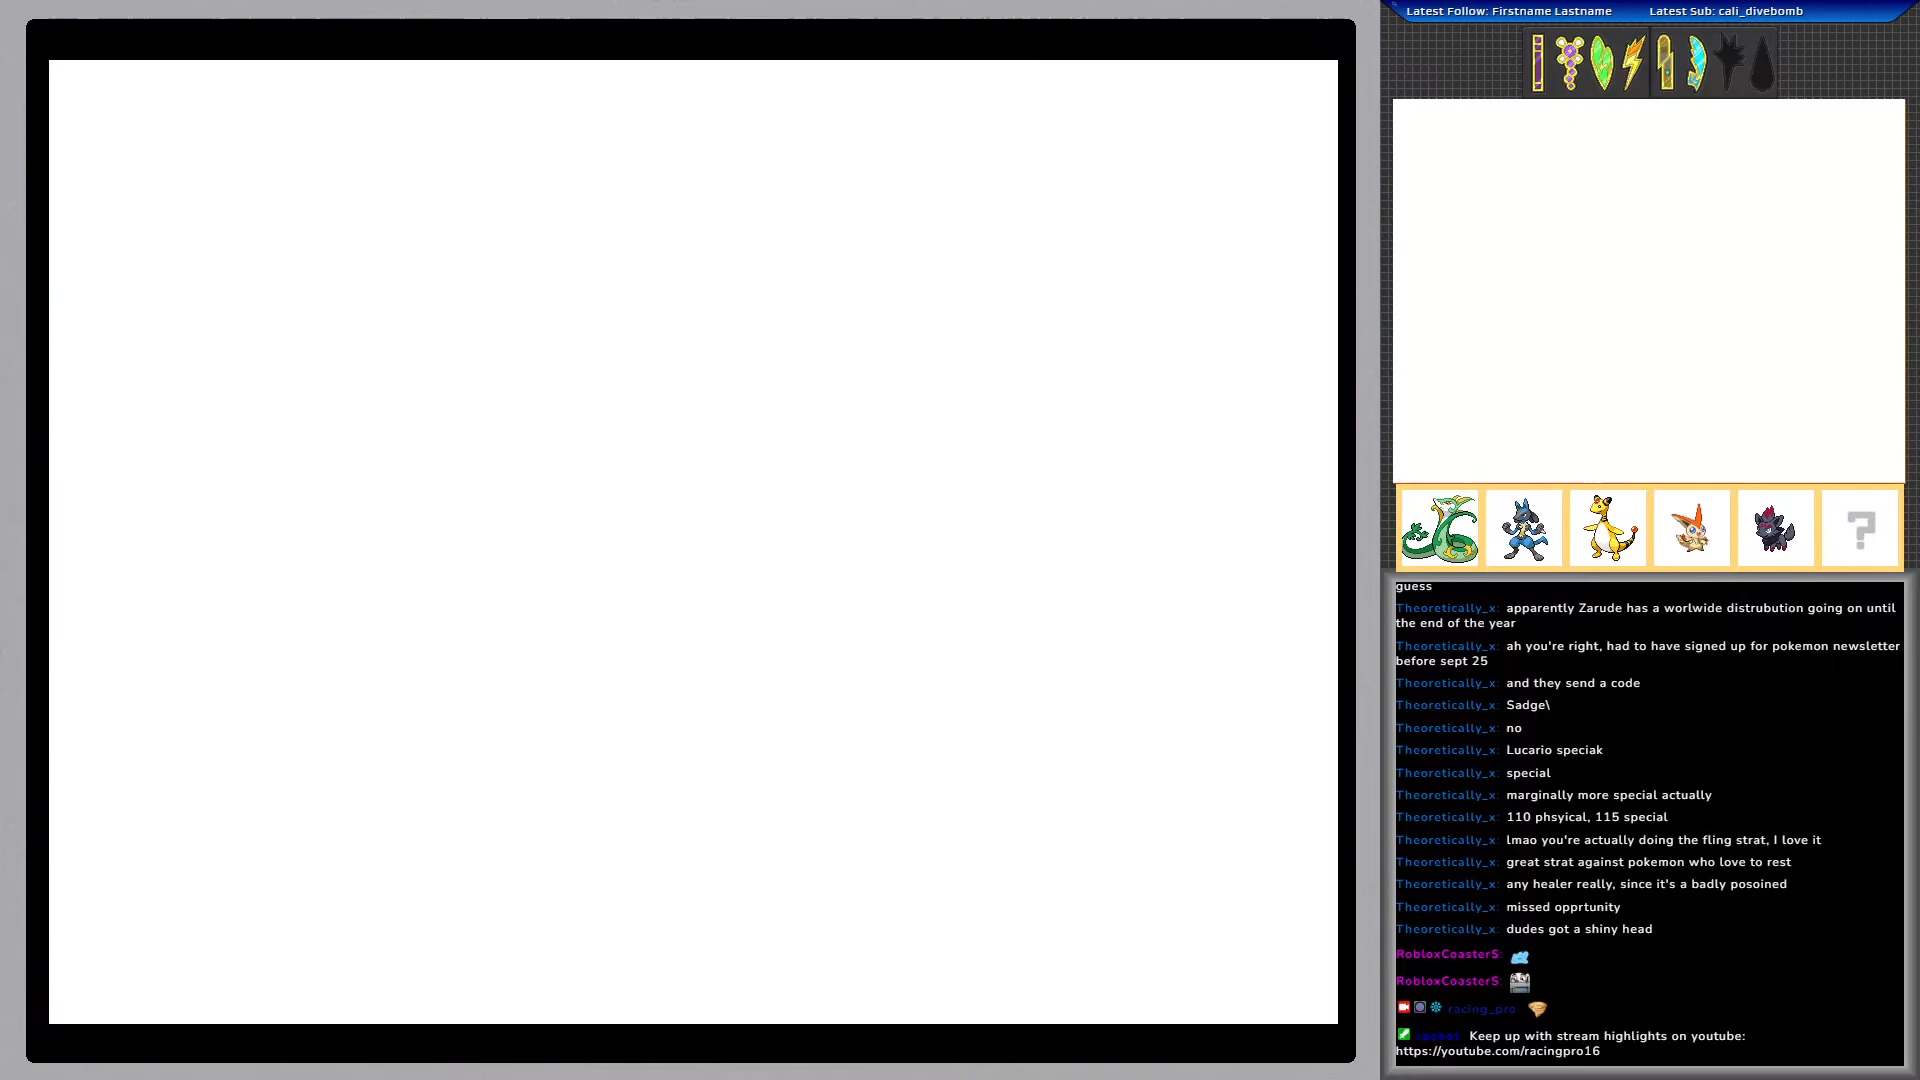 Latest Follow: Firstname Lastname
Latest Sub: cali_divebomb
?
guess
Theoretically_x: apparently Zarude has a worlwide distrubution going on until
the end of the year
Theoretically_x: ah you're right, had to have signed up for pokemon newsletter
before sept 25
Theoretically_x: and they send a code
Theoretically_x: Sadge\
Theoretically_x: no
Theoretically_x: Lucario speciak
Theoretically_x: special
Theoretically_x: marginally more special actually
Theoretically_x: 110 phsyical, 115 special
Theoretically_x: lmao you're actually doing the fling strat, I love it
Theoretically_x: great strat against pokemon who love to rest
Theoretically_x: any healer really, since it's a badly posoined
Theoretically_x: missed opprtunity
Theoretically_x: dudes got a shiny head
RobloxCoasterS:
RobloxCoasterS:
racing_pro:
Keep up with stream highlights on youtube:
https://youtube.com/racingpro16